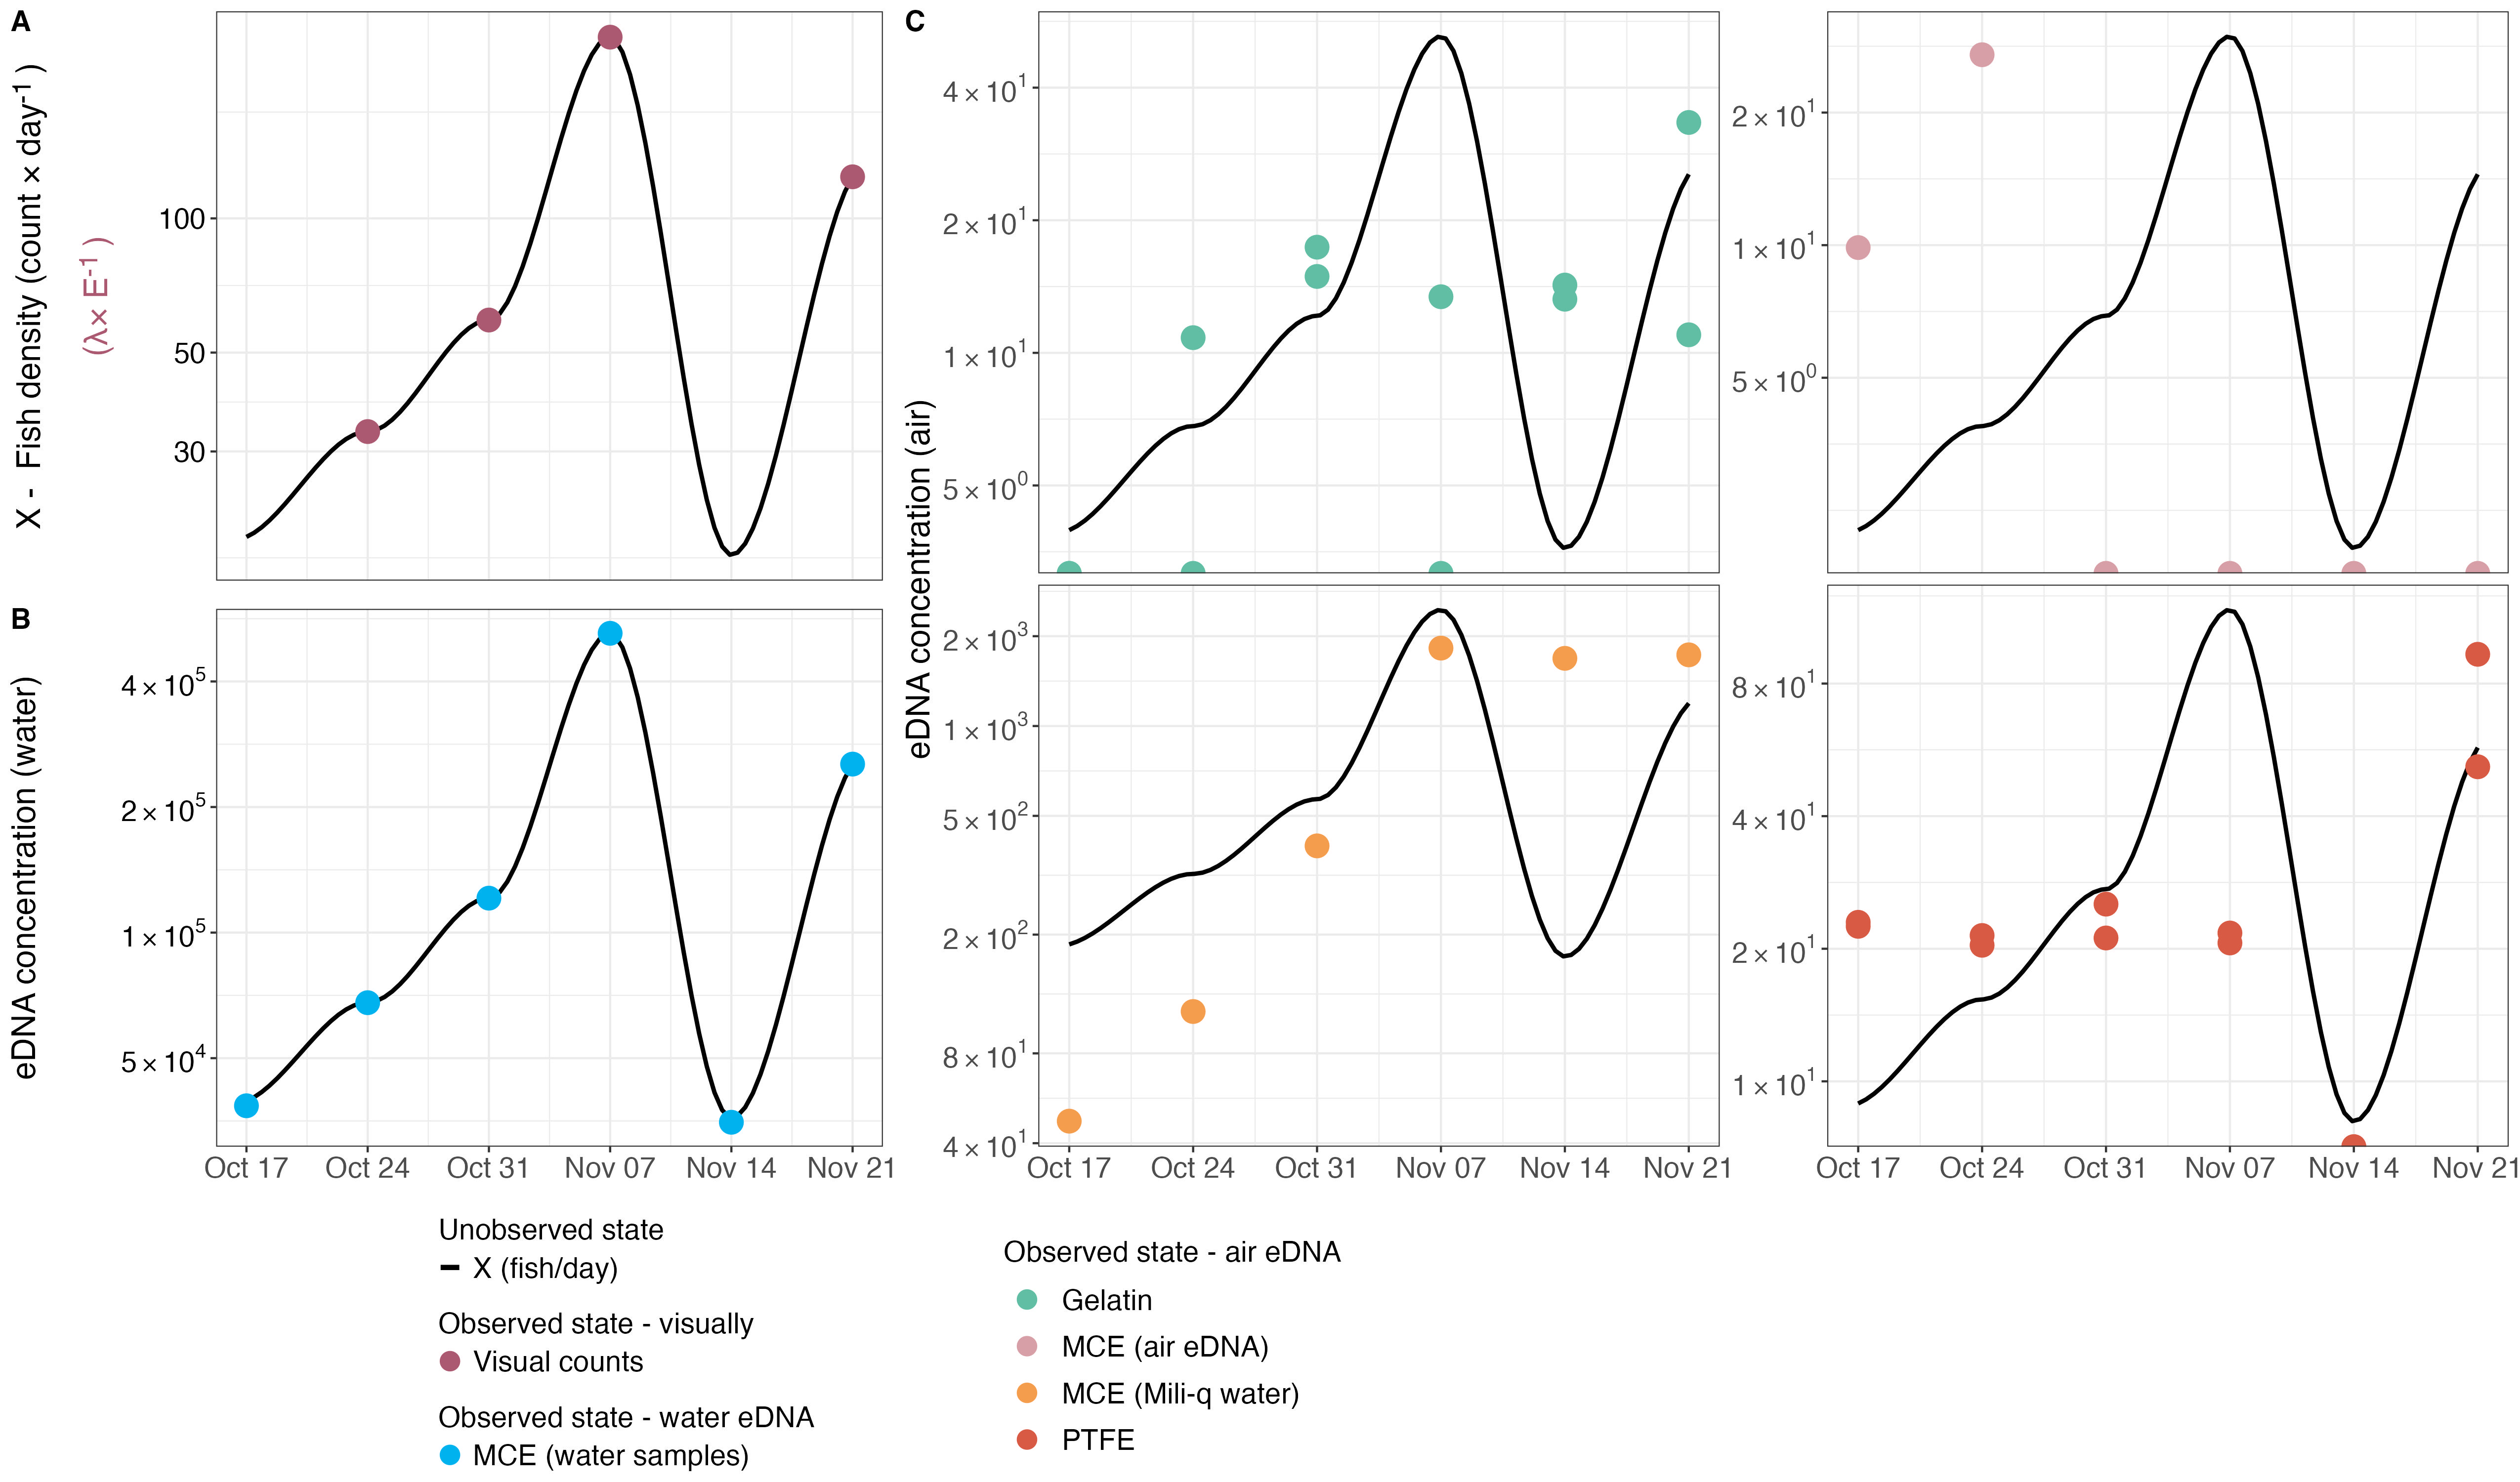 A
X - Fish density (count × day⁻¹ )
(λ× E⁻¹ )
100
50
30
B
eDNA concentration (water)
4 × 10⁵
2 × 10⁵
1 × 10⁵
5 × 10⁴
Oct 17 Oct 24 Oct 31 Nov 07 Nov 14 Nov 21
C
eDNA concentration (air)
4 × 10¹
2 × 10¹
1 × 10¹
5 × 10⁰
2 × 10¹
1 × 10¹
5 × 10⁰
2 × 10³
1 × 10³
5 × 10²
2 × 10²
8 × 10¹
4 × 10¹
Oct 17 Oct 24 Oct 31 Nov 07 Nov 14 Nov 21
8 × 10¹
4 × 10¹
2 × 10¹
1 × 10¹
Oct 17 Oct 24 Oct 31 Nov 07 Nov 14 Nov 21
Unobserved state
X (fish/day)
Observed state - visually
Visual counts
Observed state - water eDNA
MCE (water samples)
Observed state - air eDNA
Gelatin
MCE (air eDNA)
MCE (Mili-q water)
PTFE